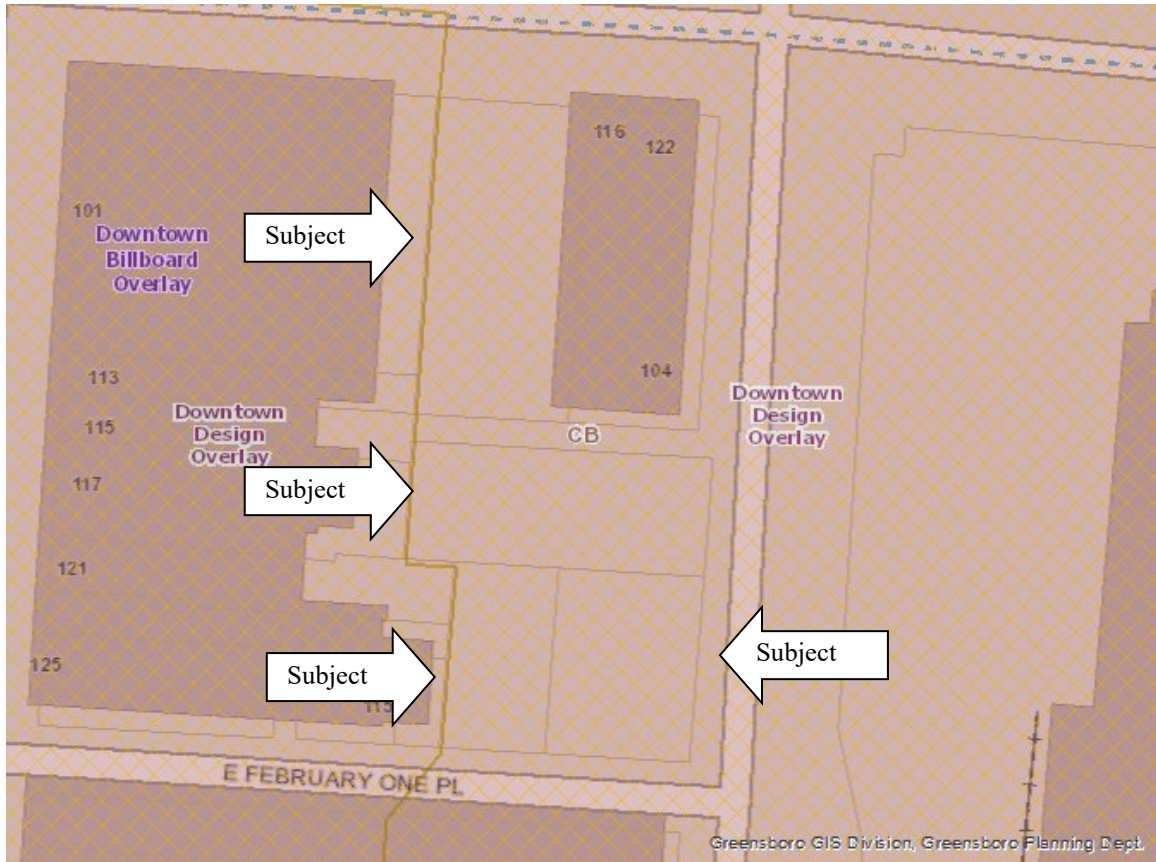 116
122
101
Downtown
Billboard
Overlay
Subject
113
104
Downtown
Design
Overlay
115
Downtown
Design
Overlay
CB
117
Subject
121
125
Subject
Subject
115
E FEBRUARY ONE PL
Greensboro GIS Division, Greensboro Planning Dept.